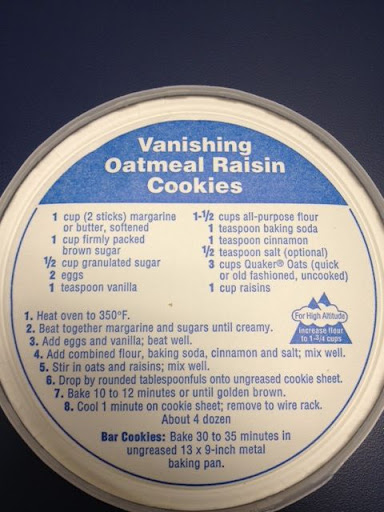 Vanishing
Oatmeal Raisin
Cookies
1 cup (2 sticks) margarine
or butter, softened
1 cup firmly packed
brown sugar
½ cup granulated sugar
2 eggs
1 teaspoon vanilla
1-½ cups all-purpose flour
1 teaspoon baking soda
1 teaspoon cinnamon
½ teaspoon salt (optional)
3 cups Quaker® Oats (quick
or old fashioned, uncooked)
1 cup raisins
For High Altitude
Increase flour
to 1-¾ cups
1. Heat oven to 350°F.
2. Beat together margarine and sugars until creamy.
3. Add eggs and vanilla; beat well.
4. Add combined flour, baking soda, cinnamon and salt; mix well.
5. Stir in oats and raisins; mix well.
6. Drop by rounded tablespoonfuls onto ungreased cookie sheet.
7. Bake 10 to 12 minutes or until golden brown.
8. Cool 1 minute on cookie sheet; remove to wire rack.
About 4 dozen
Bar Cookies: Bake 30 to 35 minutes in
ungreased 13 x 9-inch metal
baking pan.